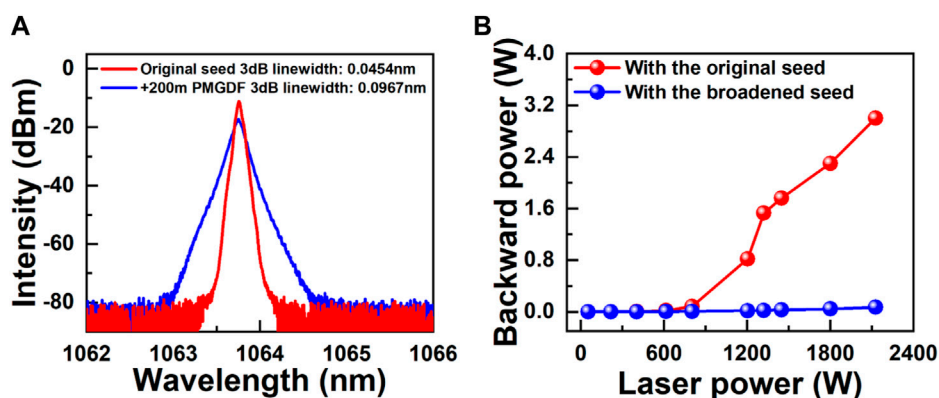 A
Intensity (dBm)
0
-20
-40
-60
-80
Original seed 3dB linewidth: 0.0454nm
+200m PMGDF 3dB linewidth: 0.0967nm
1062 1063 1064 1065 1066
Wavelength (nm)
B
Backward power (W)
4.0
3.2
2.4
1.6
0.8
0.0
With the original seed
With the broadened seed
0 600 1200 1800 2400
Laser power (W)